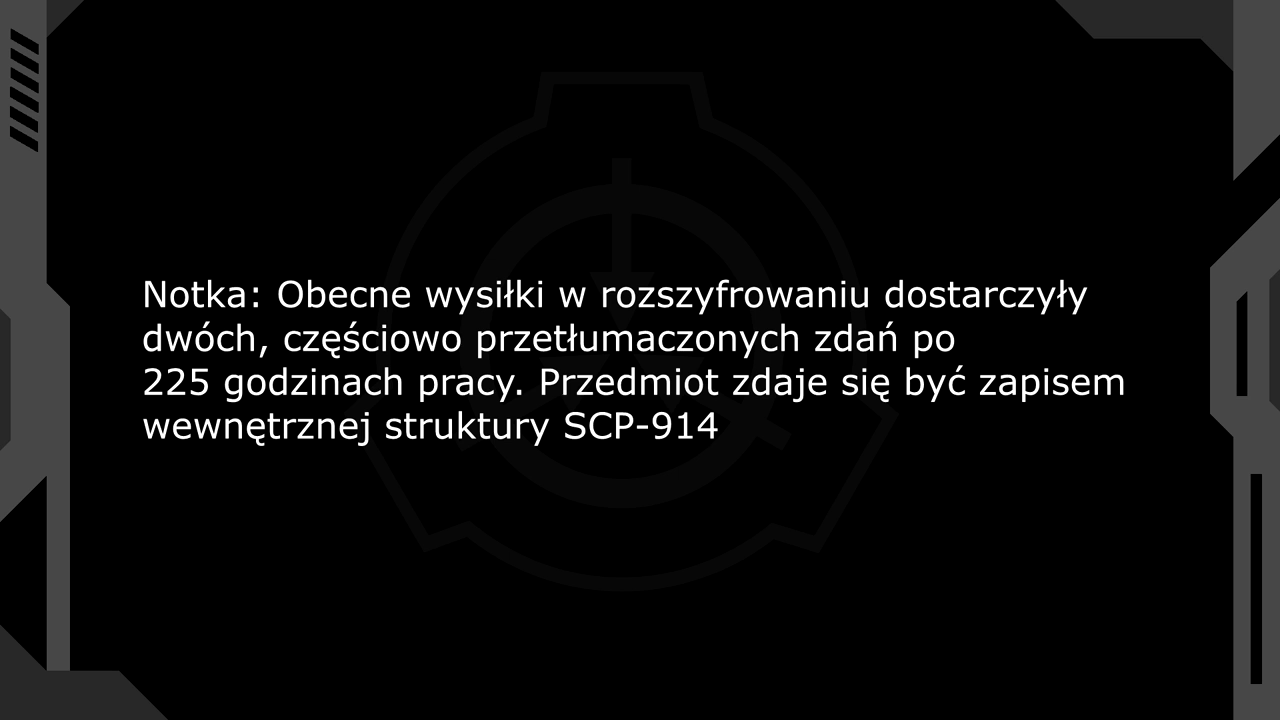 Notka: Obecne wysiłki w rozszyfrowaniu dostarczyły
dwóch, częściowo przetłumaczonych zdań po
225 godzinach pracy. Przedmiot zdaje się być zapisem
wewnętrznej struktury SCP-914